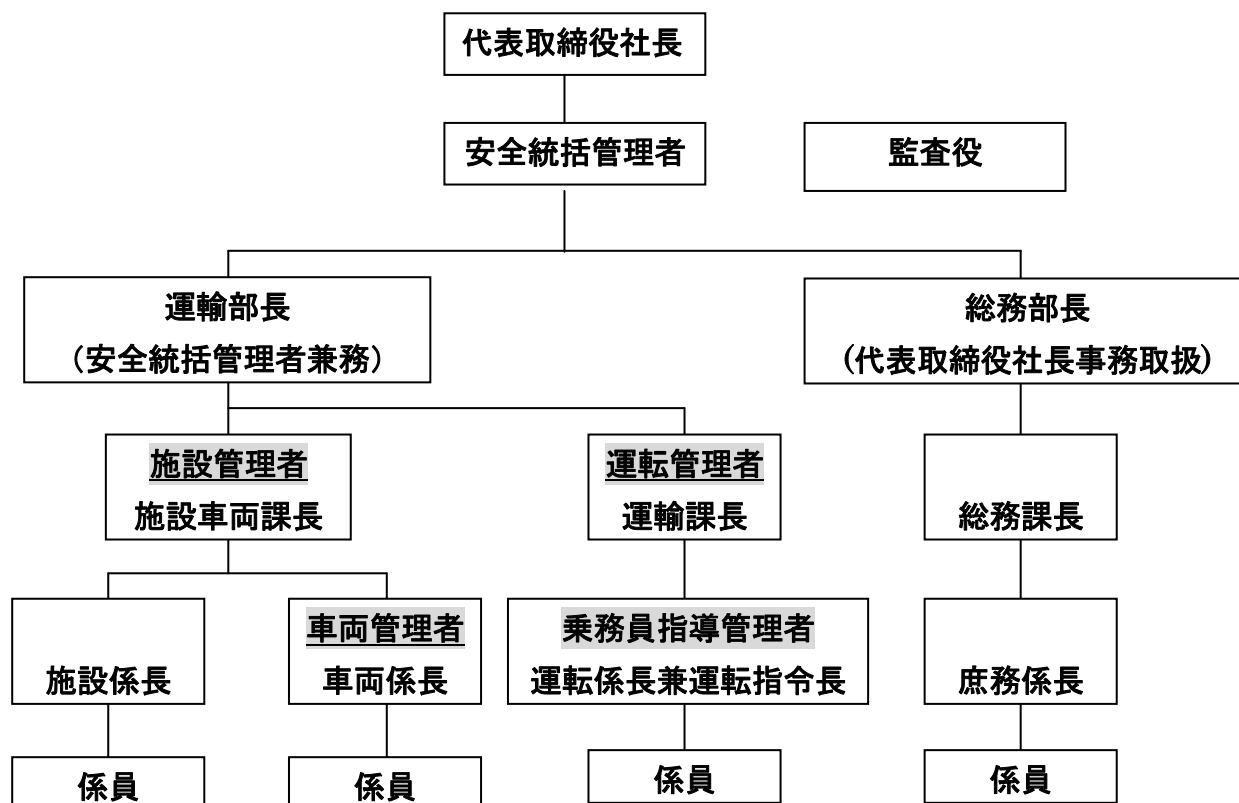 代表取締役社長
安全統括管理者
監査役
運輸部長
（安全統括管理者兼務）
総務部長
(代表取締役社長事務取扱)
施設管理者
施設車両課長
運転管理者
運輸課長
総務課長
施設係長
車両管理者
車両係長
乗務員指導管理者
運転係長兼運転指令長
庶務係長
係員
係員
係員
係員